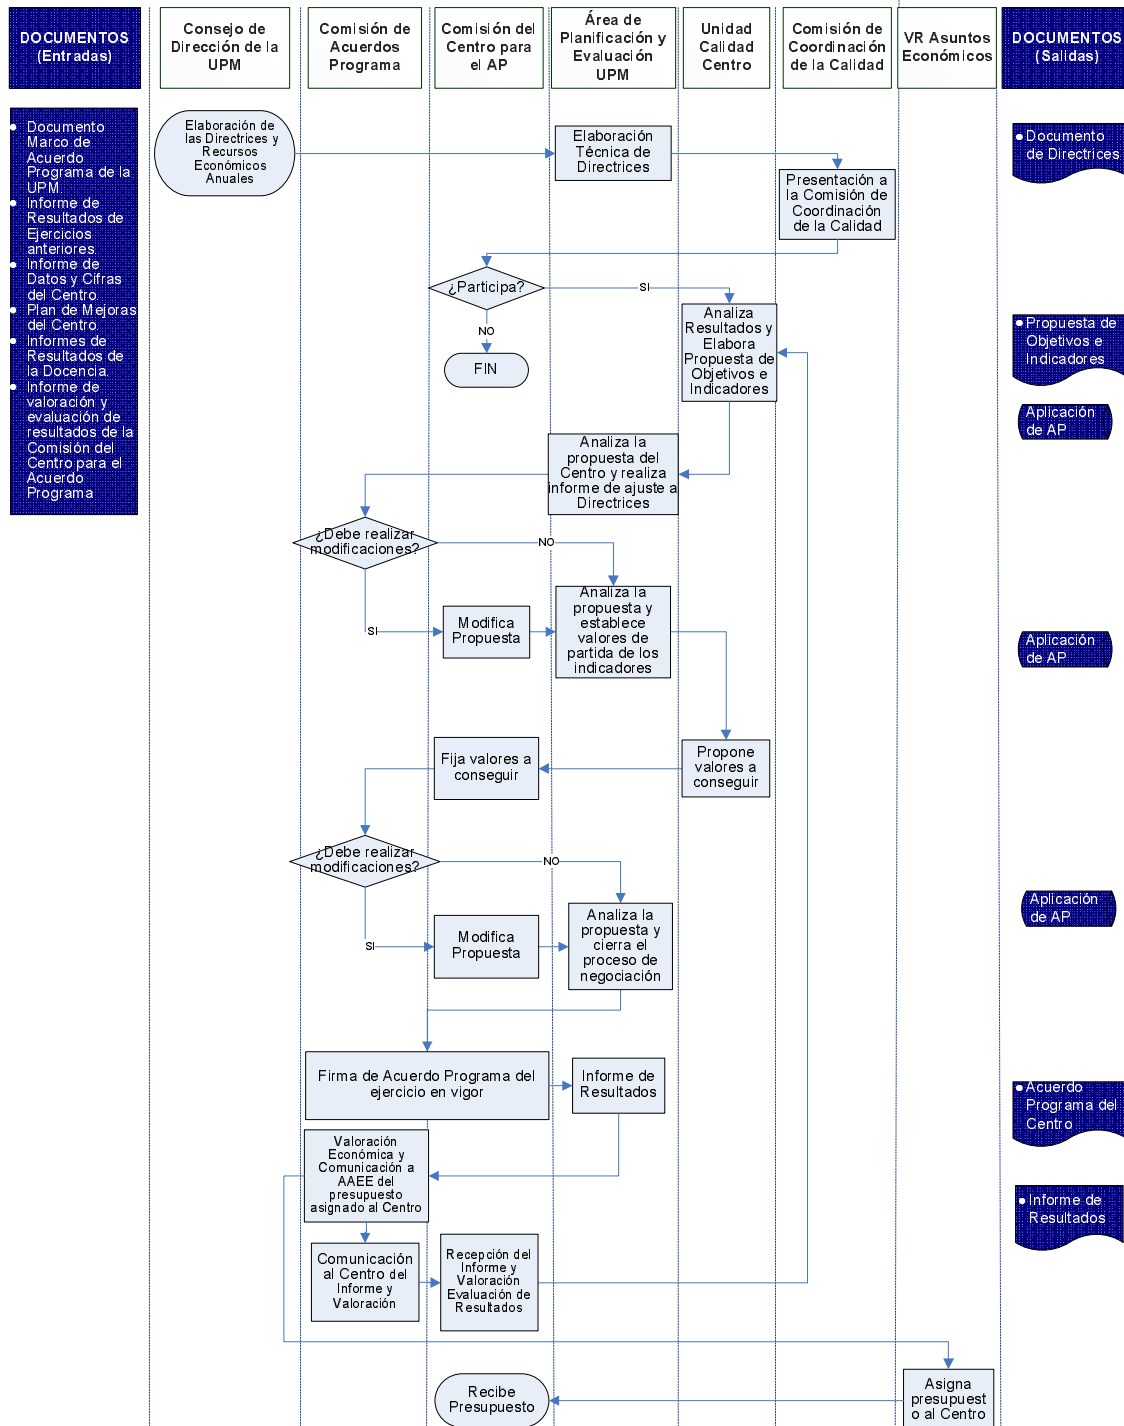 DOCUMENTOS
(Entradas)
Consejo de
Dirección de la
UPM
Comisión de
Acuerdos
Programa
Comisión del
Centro para
el AP
Área de
Planificación y
Evaluación
UPM
Unidad
Calidad
Centro
Comisión de
Coordinación
de la Calidad
VR Asuntos
Económicos
DOCUMENTOS
(Salidas)
Documento
Marco de
Acuerdo
Programa de la
UPM
Informe de
Resultados de
Ejercicios
anteriores
Informe de
Datos y Cifras
del Centro.
Plan de Mejoras
del Centro.
Informes de
Resultados de
la Docencia.
Informe de
valoración y
evaluación de
resultados de la
Comisión del
Centro para el
Acuerdo
Programa
Elaboración de
las Directrices y
Recursos
Económicos
Anuales
Elaboración
Técnica de
Directrices
Presentación a
la Comisión de
Coordinación
de la Calidad
Documento
de Directrices
¿Participa?
SI
NO
FIN
Analiza
Resultados y
Elabora
Propuesta de
Objetivos e
Indicadores
Propuesta de
Objetivos e
Indicadores
Aplicación
de AP
Analiza la
propuesta del
Centro y realiza
informe de ajuste a
Directrices
¿Debe realizar
modificaciones?
NO
SI
Modifica
Propuesta
Analiza la
propuesta y
establece
valores de
partida de los
indicadores
Aplicación
de AP
Fija valores a
conseguir
Propone
valores a
conseguir
¿Debe realizar
modificaciones?
NO
SI
Modifica
Propuesta
Analiza la
propuesta y
cierra el
proceso de
negociación
Aplicación
de AP
Firma de Acuerdo Programa del
ejercicio en vigor
Informe de
Resultados
Acuerdo
Programa del
Centro
Valoración
Económica y
Comunicación a
AAEE del
presupuesto
asignado al Centro
Informe de
Resultados
Comunicación
al Centro del
Informe y
Valoración
Recepción del
Informe y
Valoración
Evaluación de
Resultados
Recibe
Presupuesto
Asigna
presupuest
o al Centro